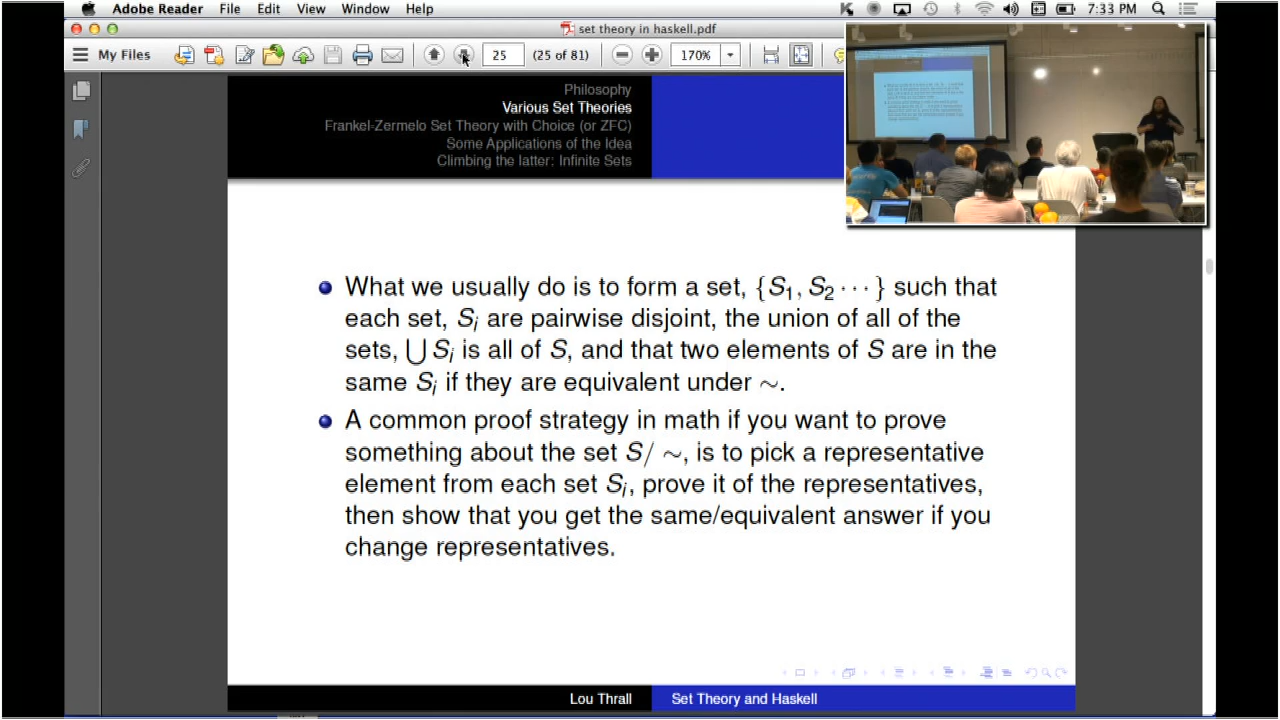 Adobe Reader File Edit View Window Help 7:33 PM
set theory in haskell.pdf
My Files 25 (25 of 81) 170%
Philosophy
Various Set Theories
Frankel-Zermelo Set Theory with Choice (or ZFC)
Some Applications of the Idea
Climbing the latter: Infinite Sets
What we usually do is to form a set, {S₁, S₂ ⋯} such that
each set, Sᵢ are pairwise disjoint, the union of all of the
sets, ⋃ Sᵢ is all of S, and that two elements of S are in the
same Sᵢ if they are equivalent under ∼.
A common proof strategy in math if you want to prove
something about the set S/ ∼, is to pick a representative
element from each set Sᵢ, prove it of the representatives,
then show that you get the same/equivalent answer if you
change representatives.
Lou Thrall Set Theory and Haskell